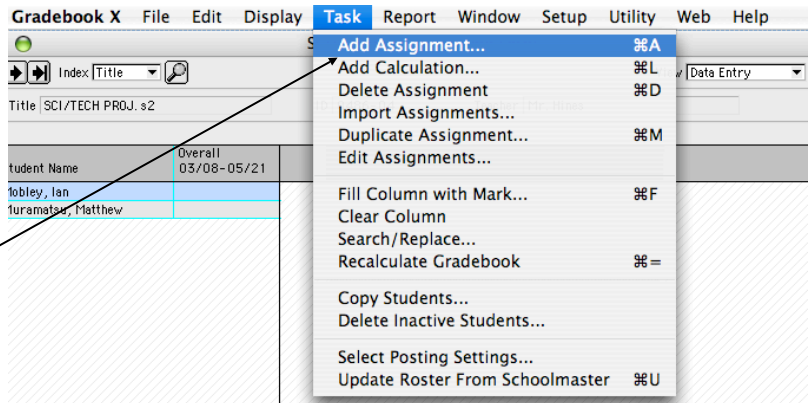 Gradebook X File Edit Display Task Report Window Setup Utility Web Help
S
Index Title
Data Entry
Title SCI/TECH PROJ. s2
Overall
tudent Name 03/08-05/21
Mobley, Ian
Muramatsu, Matthew
Add Assignment... ⌘A
Add Calculation... ⌘L
Delete Assignment ⌘D
Import Assignments...
Duplicate Assignment... ⌘M
Edit Assignments...
Fill Column with Mark... ⌘F
Clear Column
Search/Replace...
Recalculate Gradebook ⌘=
Copy Students...
Delete Inactive Students...
Select Posting Settings...
Update Roster From Schoolmaster ⌘U